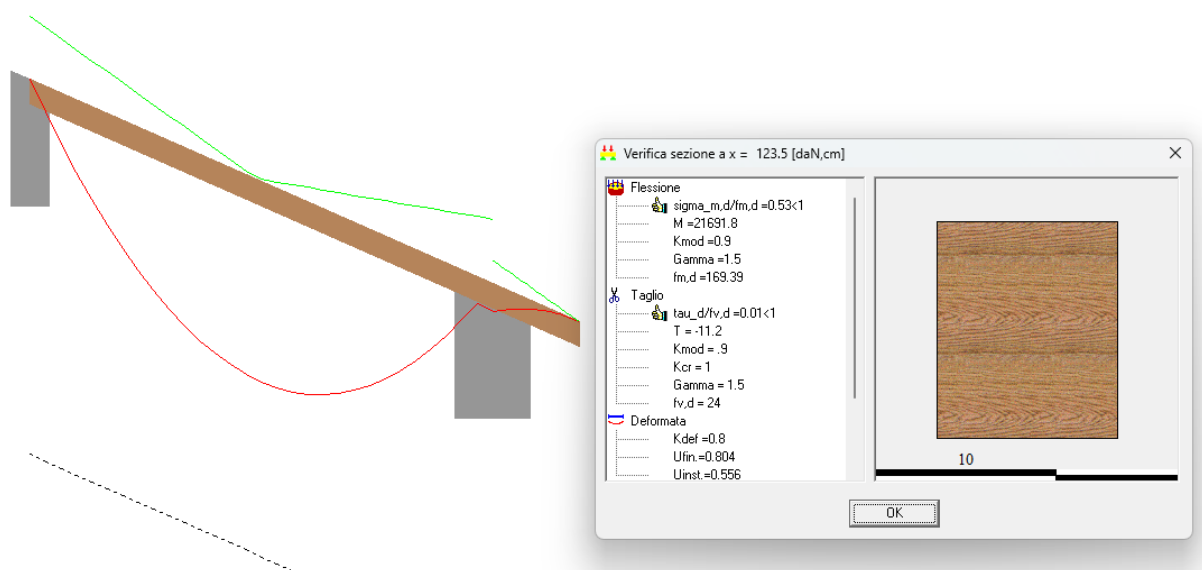 Verifica sezione a x = 123.5 [daN,cm]
Flessione
sigma_m,d/fm,d =0.53<1
M =21691.8
Kmod =0.9
Gamma =1.5
fm,d =169.39
Taglio
tau_d/fv,d =0.01<1
T = -11.2
Kmod = .9
Kcr = 1
Gamma = 1.5
fv,d = 24
Deformata
Kdef =0.8
Ufin.=0.804
Uinst.=0.556
10
OK